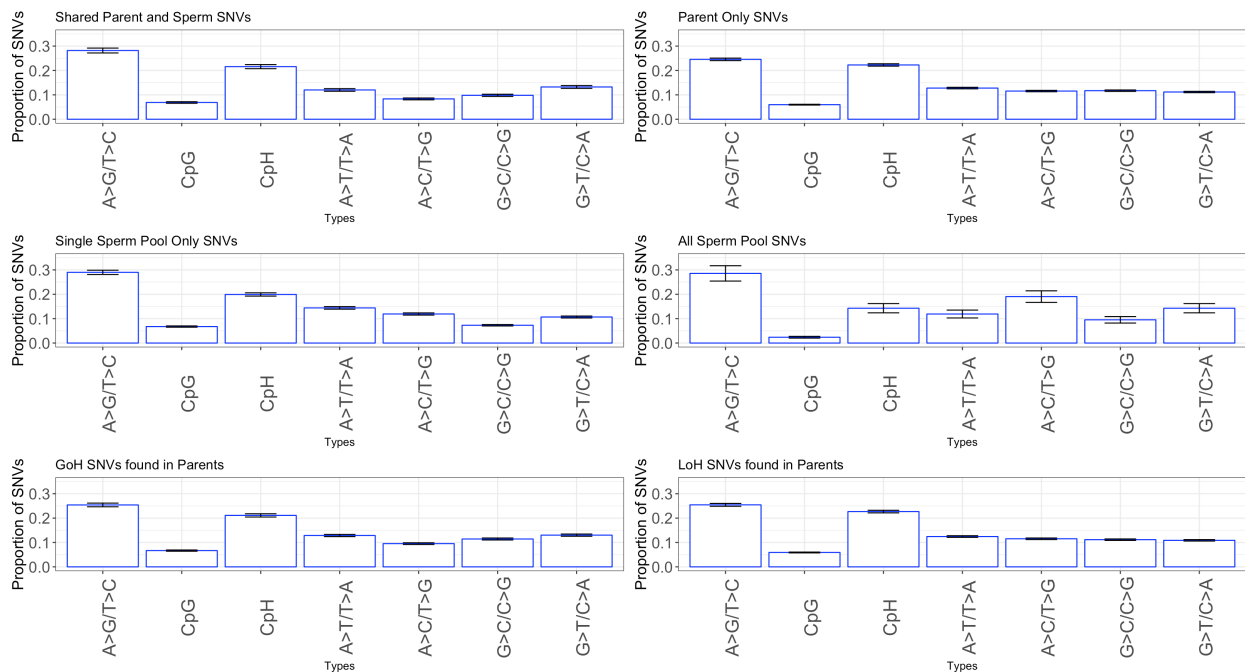 Shared Parent and Sperm SNVs
Proportion of SNVs
0.3
0.2
0.1
0.0
A>G/T>C
CpG
CpH
A>T/T>A
A>C/T>G
G>C/C>G
G>T/C>A
Types
Parent Only SNVs
Proportion of SNVs
0.3
0.2
0.1
0.0
A>G/T>C
CpG
CpH
A>T/T>A
A>C/T>G
G>C/C>G
G>T/C>A
Types
Single Sperm Pool Only SNVs
Proportion of SNVs
0.3
0.2
0.1
0.0
A>G/T>C
CpG
CpH
A>T/T>A
A>C/T>G
G>C/C>G
G>T/C>A
Types
All Sperm Pool SNVs
Proportion of SNVs
0.3
0.2
0.1
0.0
A>G/T>C
CpG
CpH
A>T/T>A
A>C/T>G
G>C/C>G
G>T/C>A
Types
GoH SNVs found in Parents
Proportion of SNVs
0.3
0.2
0.1
0.0
A>G/T>C
CpG
CpH
A>T/T>A
A>C/T>G
G>C/C>G
G>T/C>A
Types
LoH SNVs found in Parents
Proportion of SNVs
0.3
0.2
0.1
0.0
A>G/T>C
CpG
CpH
A>T/T>A
A>C/T>G
G>C/C>G
G>T/C>A
Types